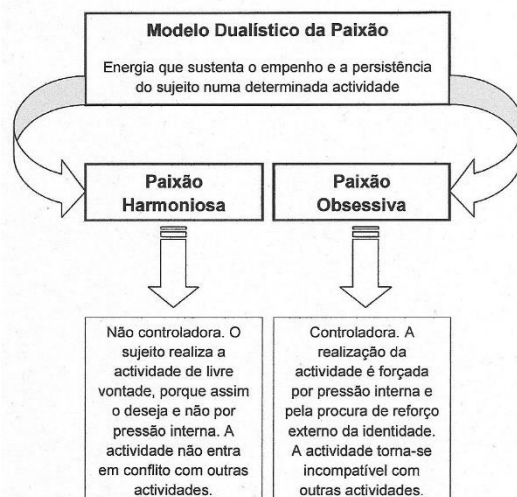 Modelo Dualístico da Paixão
Energia que sustenta o empenho e a persistência
do sujeito numa determinada actividade
Paixão
Harmoniosa
Paixão
Obsessiva
Não controladora. O
sujeito realiza a
actividade de livre
vontade, porque assim
o deseja e não por
pressão interna. A
actividade não entra
em conflito com outras
actividades.
Controladora. A
realização da
actividade é forçada
por pressão interna e
pela procura de reforço
externo da identidade.
A actividade torna-se
incompatível com
outras actividades.